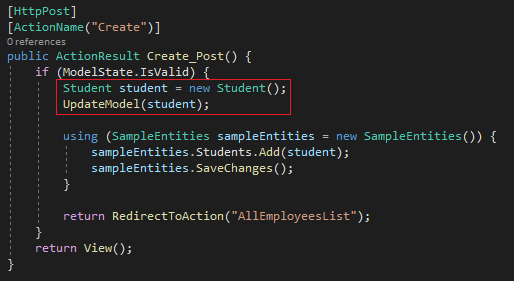 [HttpPost]
[ActionName("Create")]
0 references
public ActionResult Create_Post() {
if (ModelState.IsValid) {
Student student = new Student();
UpdateModel(student);
using (SampleEntities sampleEntities = new SampleEntities()) {
sampleEntities.Students.Add(student);
sampleEntities.SaveChanges();
}
return RedirectToAction("AllEmployeesList");
}
return View();
}